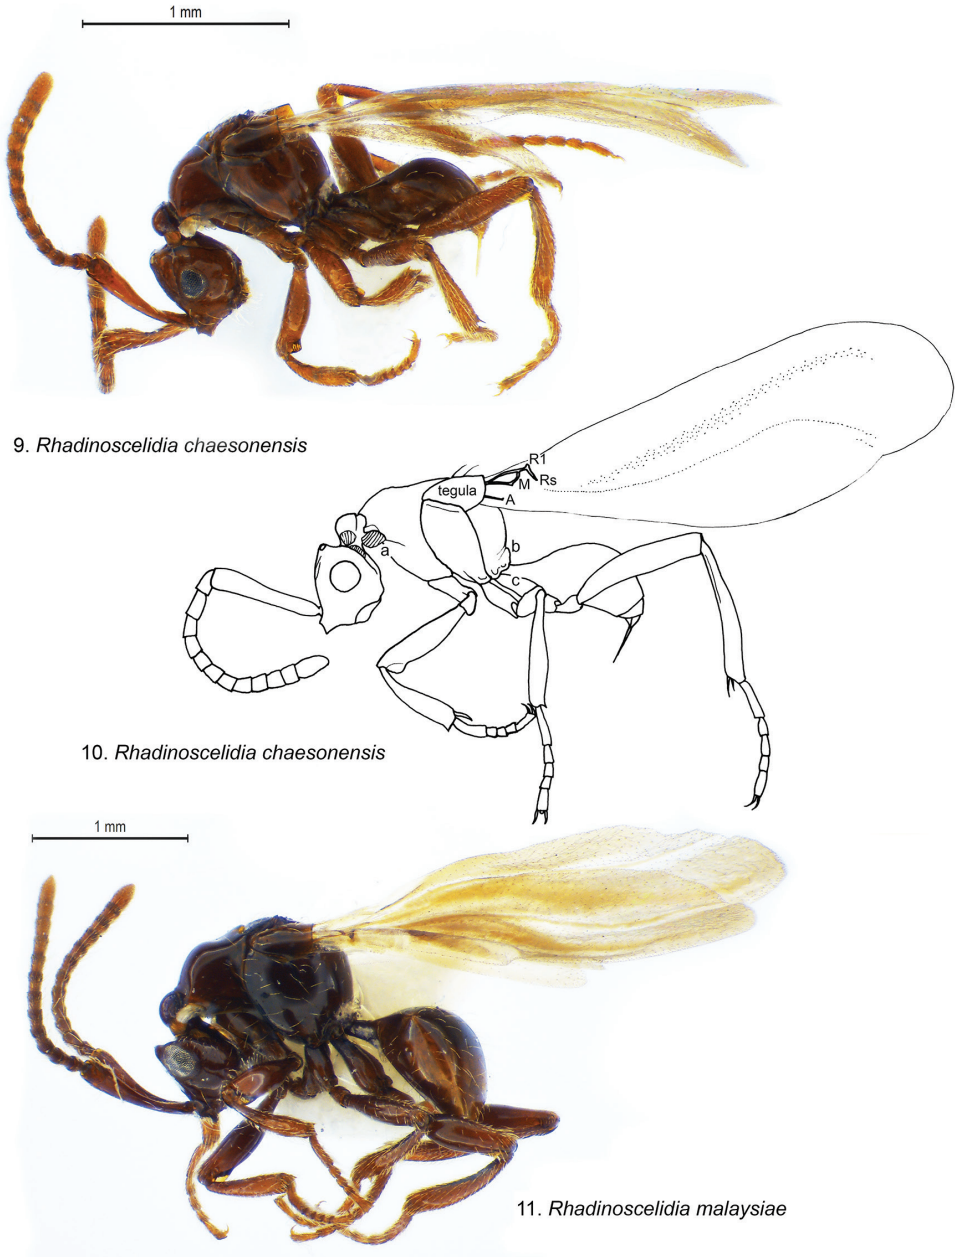 1 mm
9. Rhadinoscelidia chaesonensis
R1
tegula
M
Rs
A
a
b
c
10. Rhadinoscelidia chaesonensis
1 mm
11. Rhadinoscelidia malaysiae